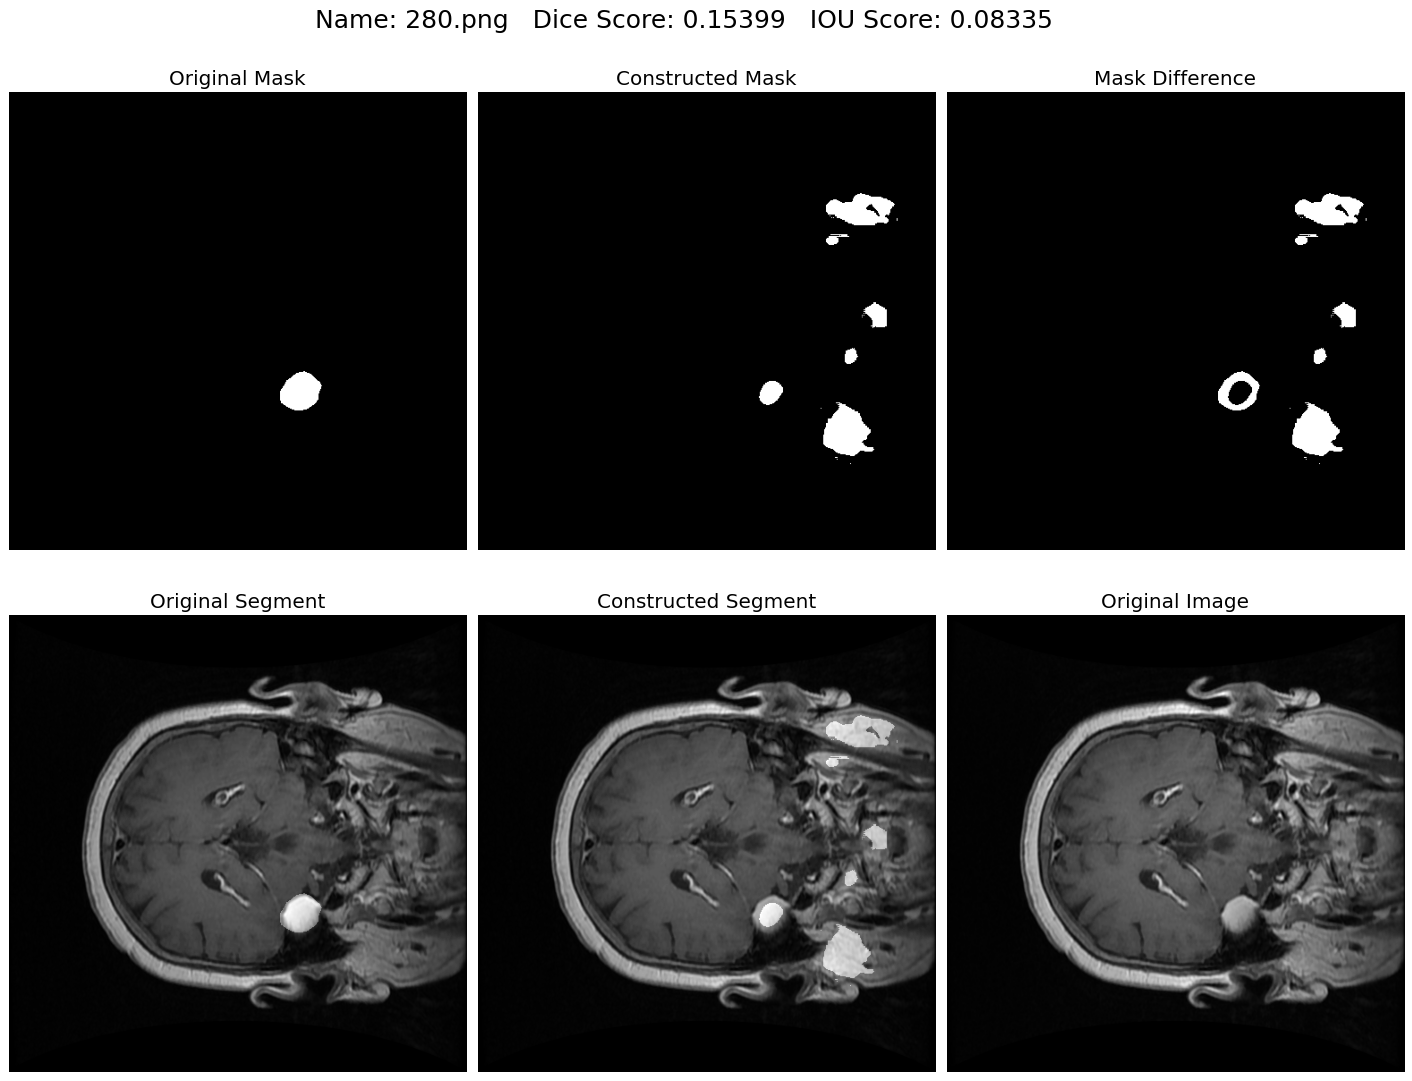 Name: 280.png   Dice Score: 0.15399   IOU Score: 0.08335
Original Mask
Constructed Mask
Mask Difference
Original Segment
Constructed Segment
Original Image